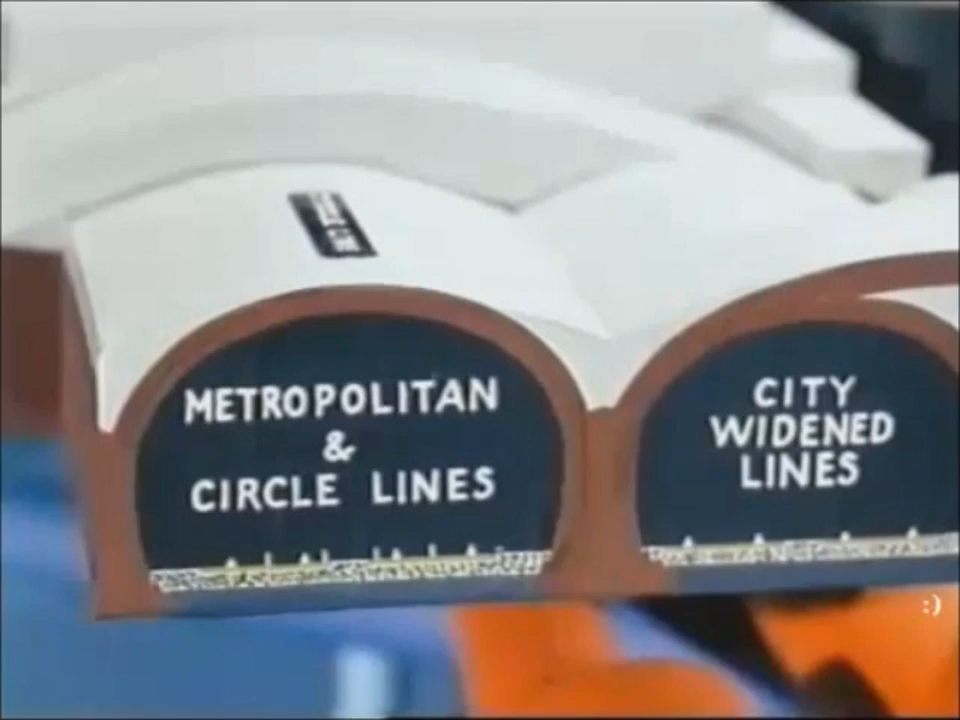 METROPOLITAN
&
CIRCLE LINES
CITY
WIDENED
LINES
:)